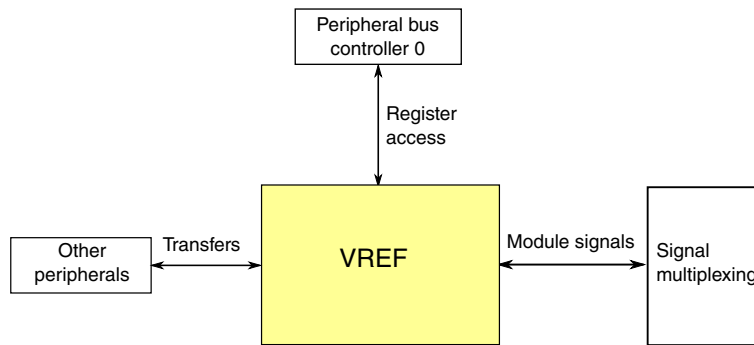 Peripheral bus
controller 0
Register
access
Other
peripherals
Transfers
VREF
Module signals
Signal
multiplexing